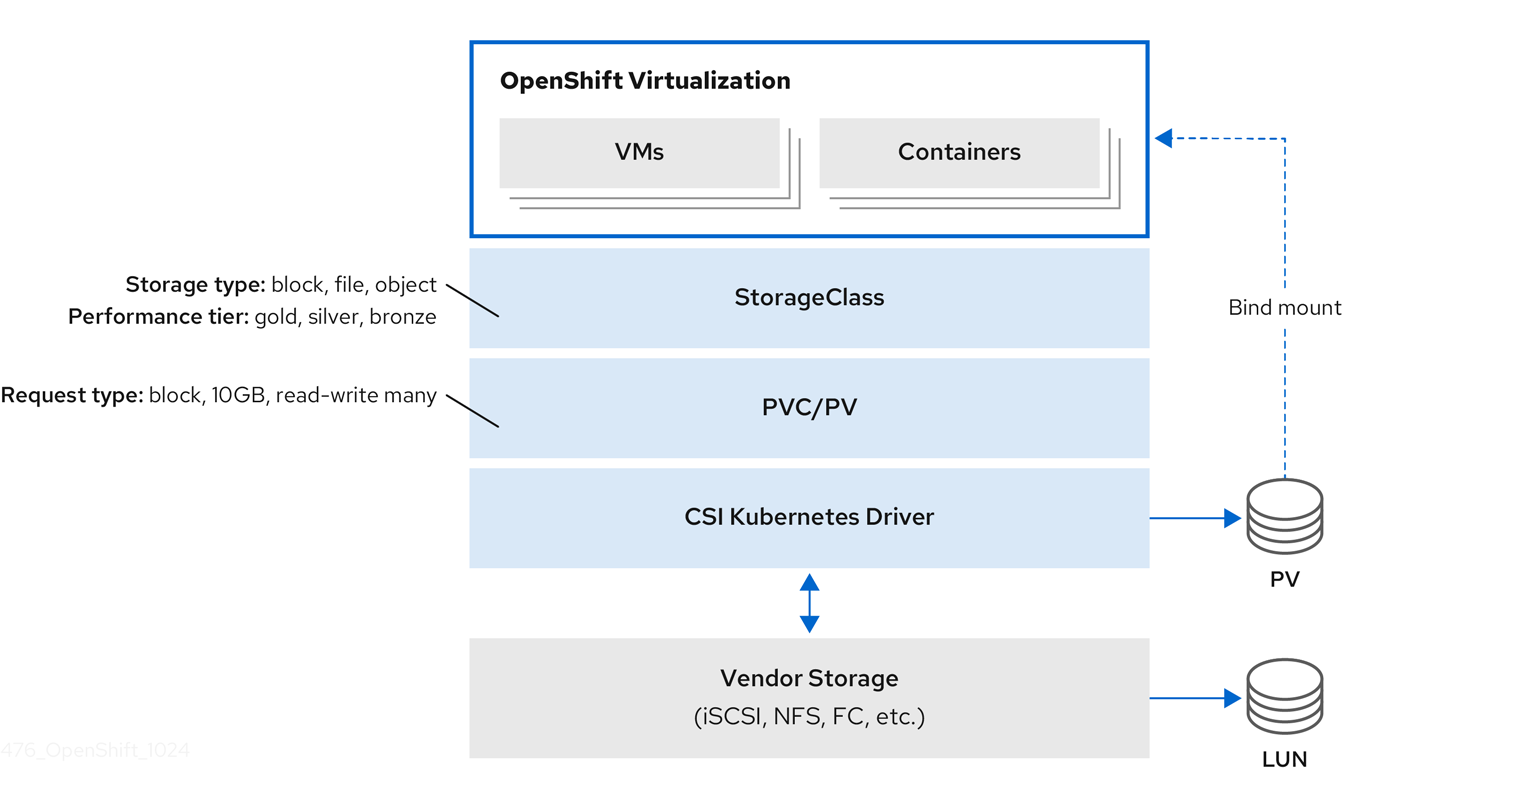 OpenShift Virtualization
VMs
Containers
Storage type: block, file, object
Performance tier: gold, silver, bronze
StorageClass
Bind mount
Request type: block, 10GB, read-write many
PVC/PV
CSI Kubernetes Driver
PV
Vendor Storage
(iSCSI, NFS, FC, etc.)
LUN
476_OpenShift_1024